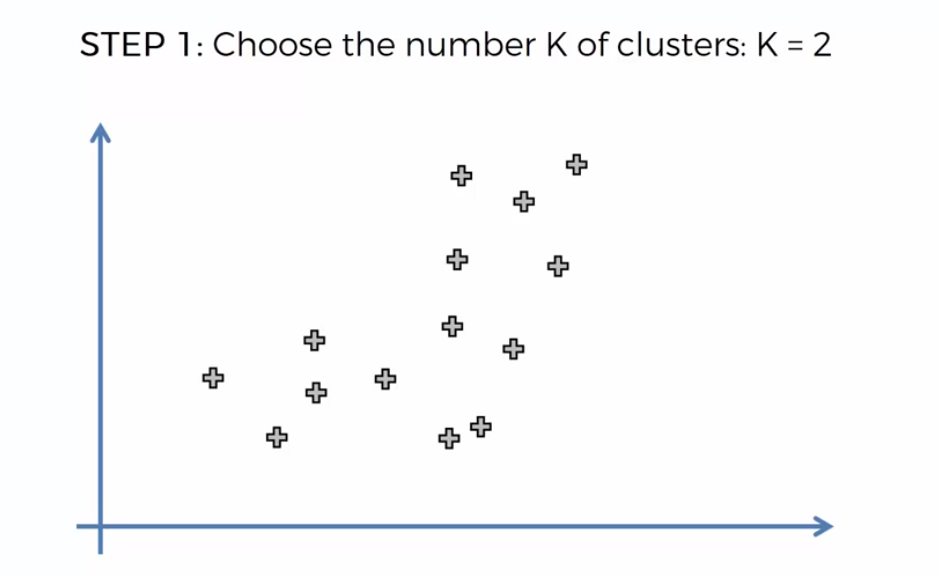 STEP 1: Choose the number K of clusters: K = 2